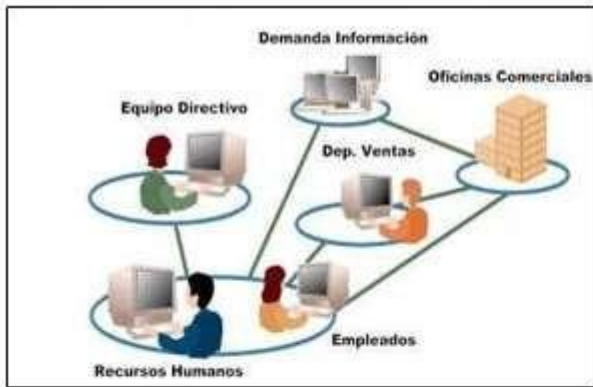 Demanda Información
Oficinas Comerciales
Equipo Directivo
Dep. Ventas
Empleados
Recursos Humanos